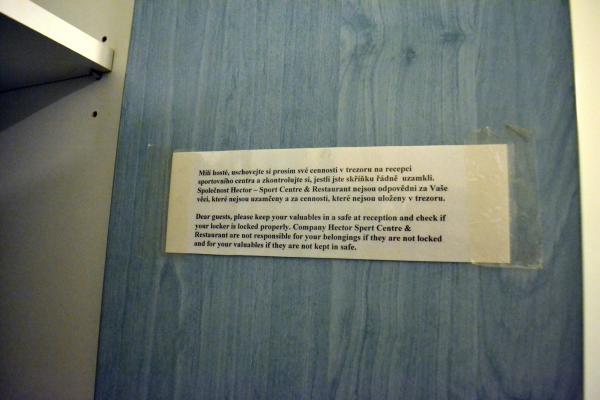 Milí hosté, uschovejte si prosím své cennosti v trezoru na recepci
sportovního centra a zkontrolujte si, jestli jste skříňku řádně uzamkli.
Společnost Hector – Sport Centre & Restaurant nejsou odpovědni za Vaše
věci, které nejsou uzamčeny a za cennosti, které nejsou uloženy v trezoru.
Dear guests, please keep your valuables in a safe at reception and check if
your locker is locked properly. Company Hector Spert Centre &
Restaurant are not responsible for your belongings if they are not locked
and for your valuables if they are not kept in safe.